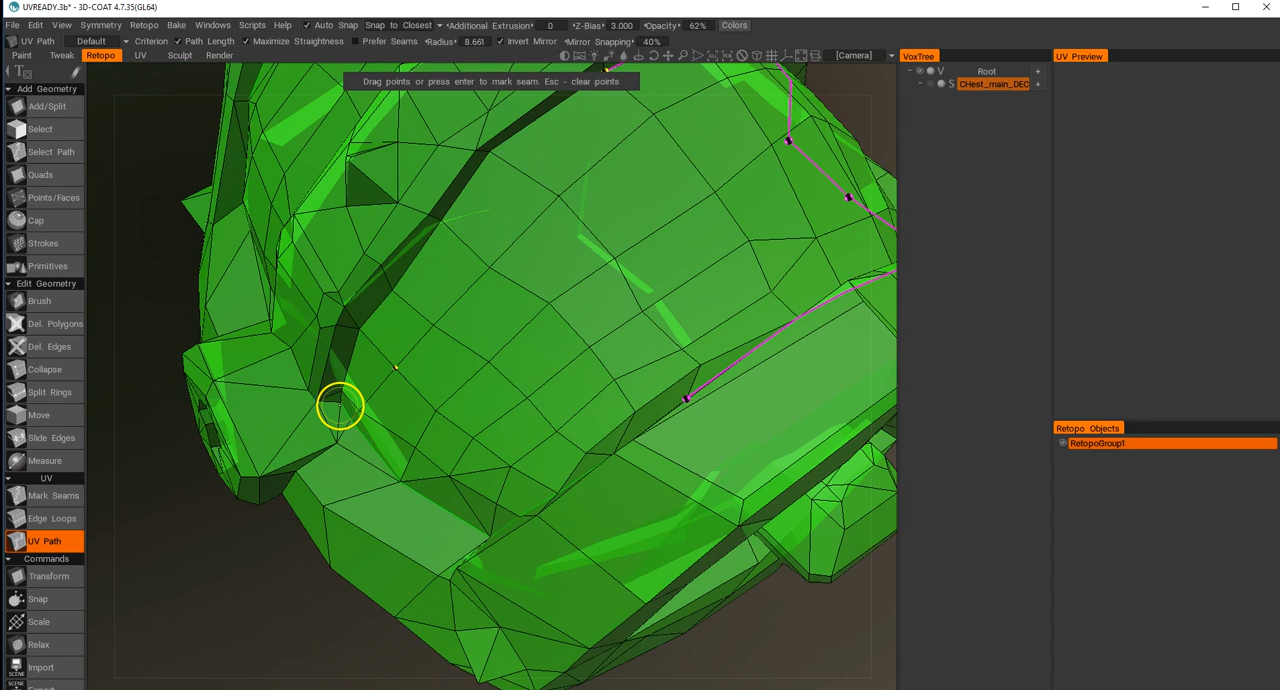 UVREADY.3b* - 3D-COAT 4.7.35(GL64)
File Edit View Symmetry Retopo Bake Windows Scripts Help ✓ Auto Snap Snap to Closest •Additional Extrusion: 0 •Z-Bias: 3.000 •Opacity: 62% Colors
UV Path Default • Criterion ✓ Path Length ✓ Maximize Straightness Prefer Seams •Radius: 8.661 ✓ Invert Mirror •Mirror Snapping: 40%
Paint Tweak Retopo UV Sculpt Render [Camera] VoxTree UV Preview
Drag points or press enter to mark seam. Esc - clear points
V Root +
S CHest_main_DEC +
Add Geometry
Add/Split
Select
Select Path
Quads
Points/Faces
Cap
Strokes
Primitives
Edit Geometry
Brush
Del. Polygons
Del. Edges
Collapse
Split Rings
Move
Slide Edges
Measure
UV
Mark Seams
Edge Loops
UV Path
Commands
Transform
Snap
Scale
Relax
SCENE Import
SCENE
Retopo Objects
RetopoGroup1